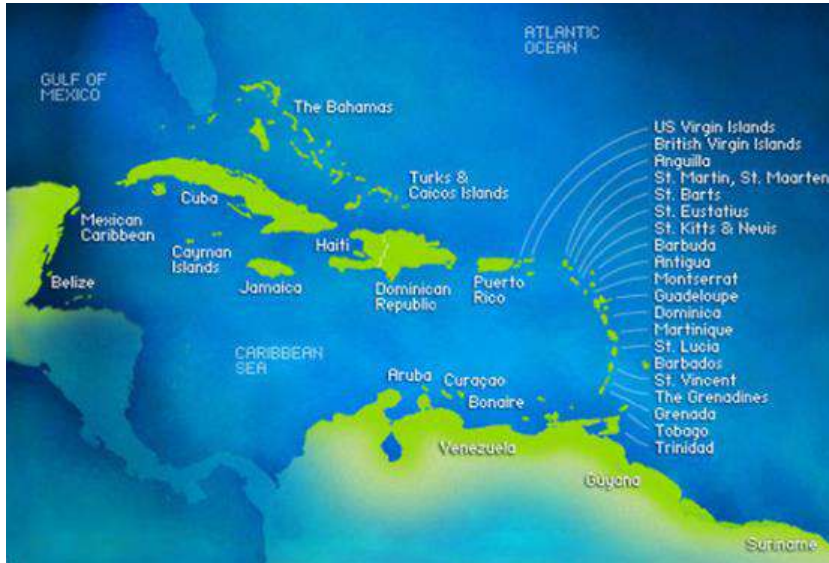 ATLANTIC
OCEAN
GULF OF
MEXICO
The Bahamas
US Virgin Islands
British Virgin Islands
Anguilla
St. Martin, St. Maarten
St. Barts
St. Eustatius
St. Kitts & Nevis
Barbuda
Antigua
Montserrat
Guadeloupe
Dominica
Martinique
St. Lucia
Barbados
St. Vincent
The Grenadines
Grenada
Tobago
Trinidad
Turks &
Caicos Islands
Cuba
Mexican
Caribbean
Cayman
Islands
Haiti
Belize
Jamaica
Dominican
Republic
Puerto
Rico
CARIBBEAN
SEA
Aruba
Curaçao
Bonaire
Venezuela
Guyana
Suriname